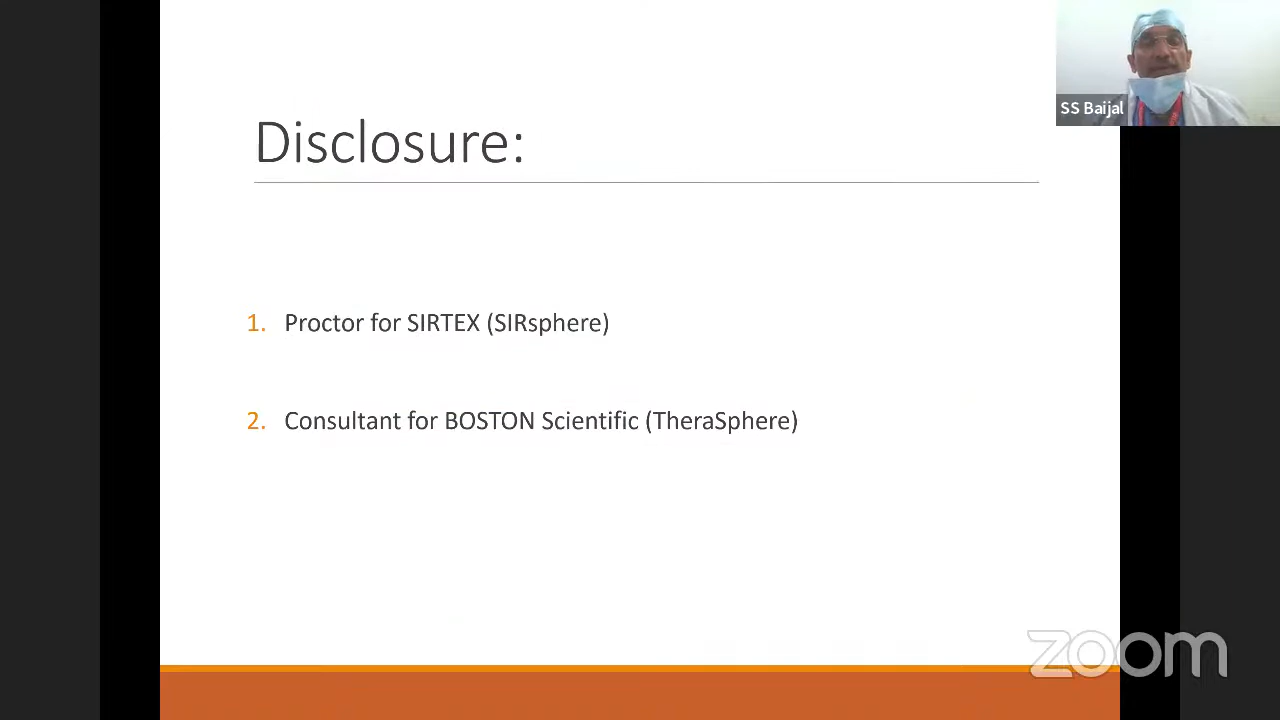 SS Baijal
Disclosure:
1. Proctor for SIRTEX (SIRsphere)
2. Consultant for BOSTON Scientific (TheraSphere)
zoom